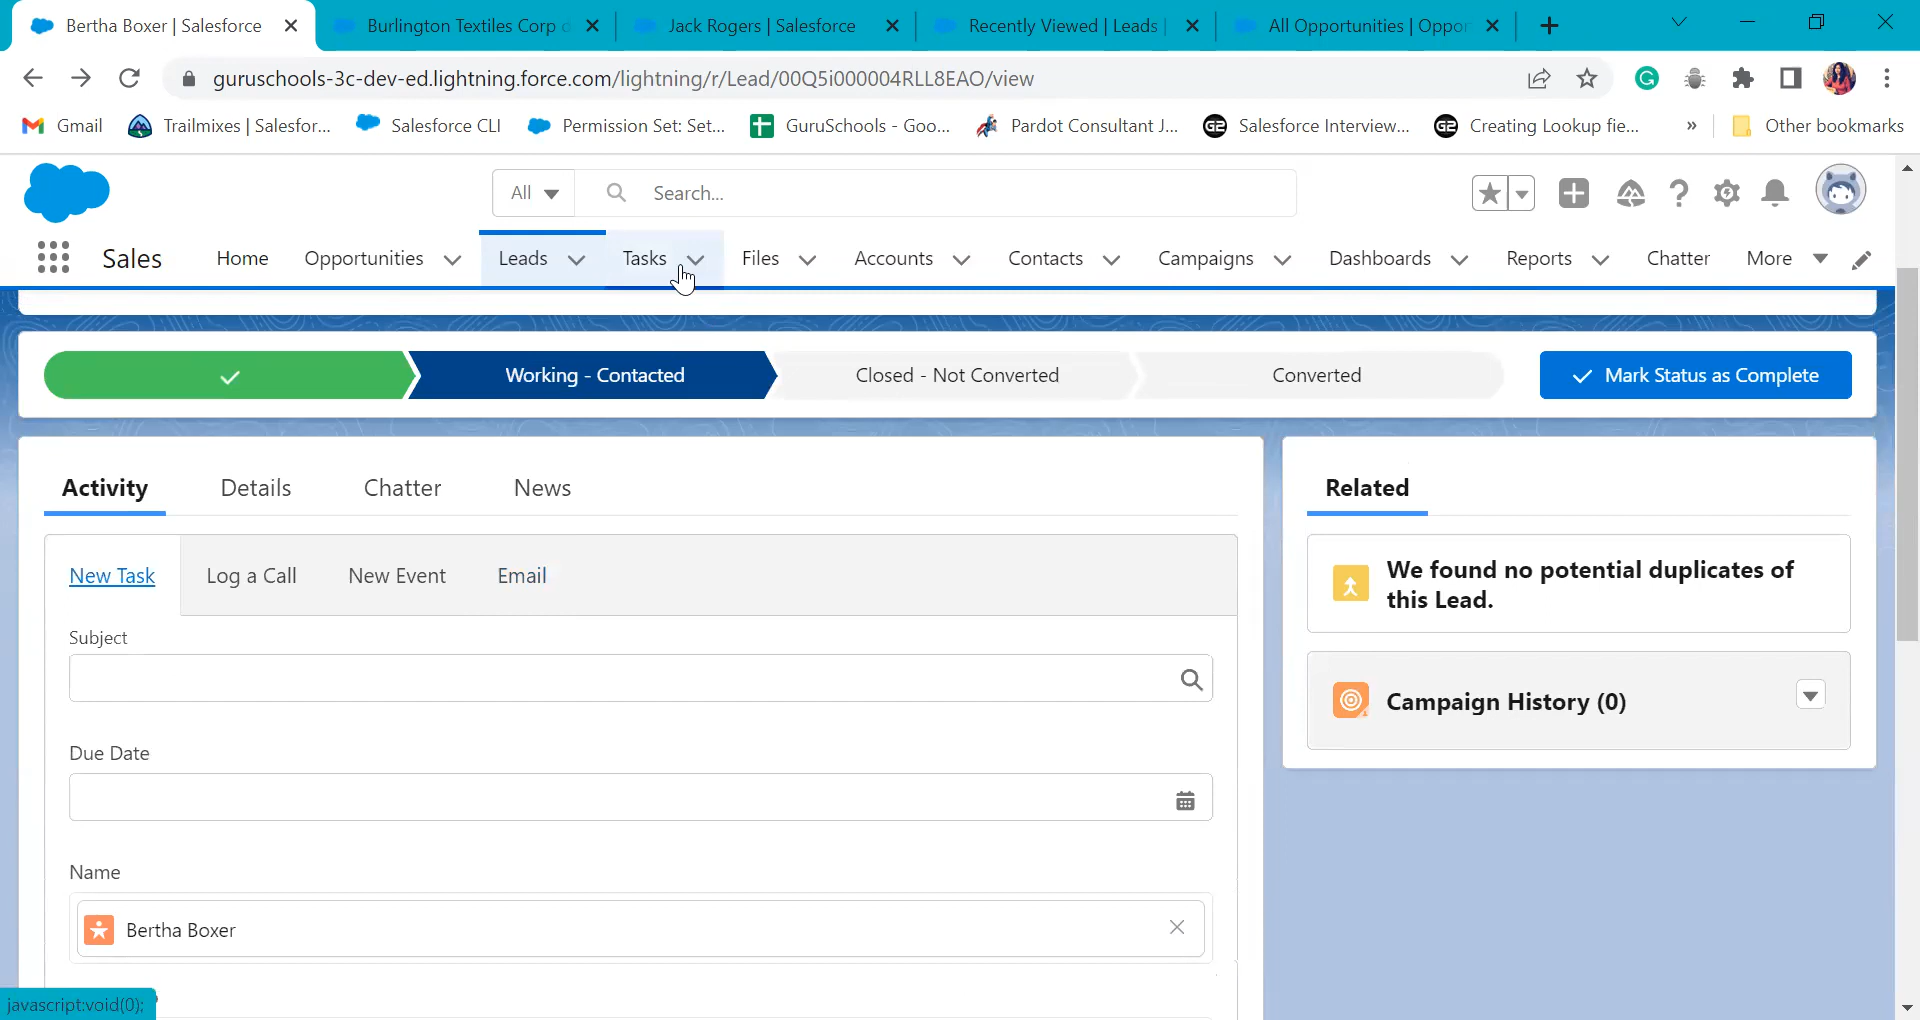 Bertha Boxer | Salesforce
Burlington Textiles Corp
Jack Rogers | Salesforce
Recently Viewed | Leads |
All Opportunities | Oppor
guruschools-3c-dev-ed.lightning.force.com/lightning/r/Lead/00Q5i000004RLL8EAO/view
Gmail
Trailmixes | Salesfor...
Salesforce CLI
Permission Set: Set...
GuruSchools - Goo...
Pardot Consultant J...
Salesforce Interview...
Creating Lookup fie...
»
Other bookmarks
All
Search...
Sales
Home
Opportunities
Leads
Tasks
Files
Accounts
Contacts
Campaigns
Dashboards
Reports
Chatter
More
Working - Contacted
Closed - Not Converted
Converted
Mark Status as Complete
Activity
Details
Chatter
News
Related
New Task
Log a Call
New Event
Email
We found no potential duplicates of
this Lead.
Subject
Campaign History (0)
Due Date
Name
Bertha Boxer
javascript:void(0);